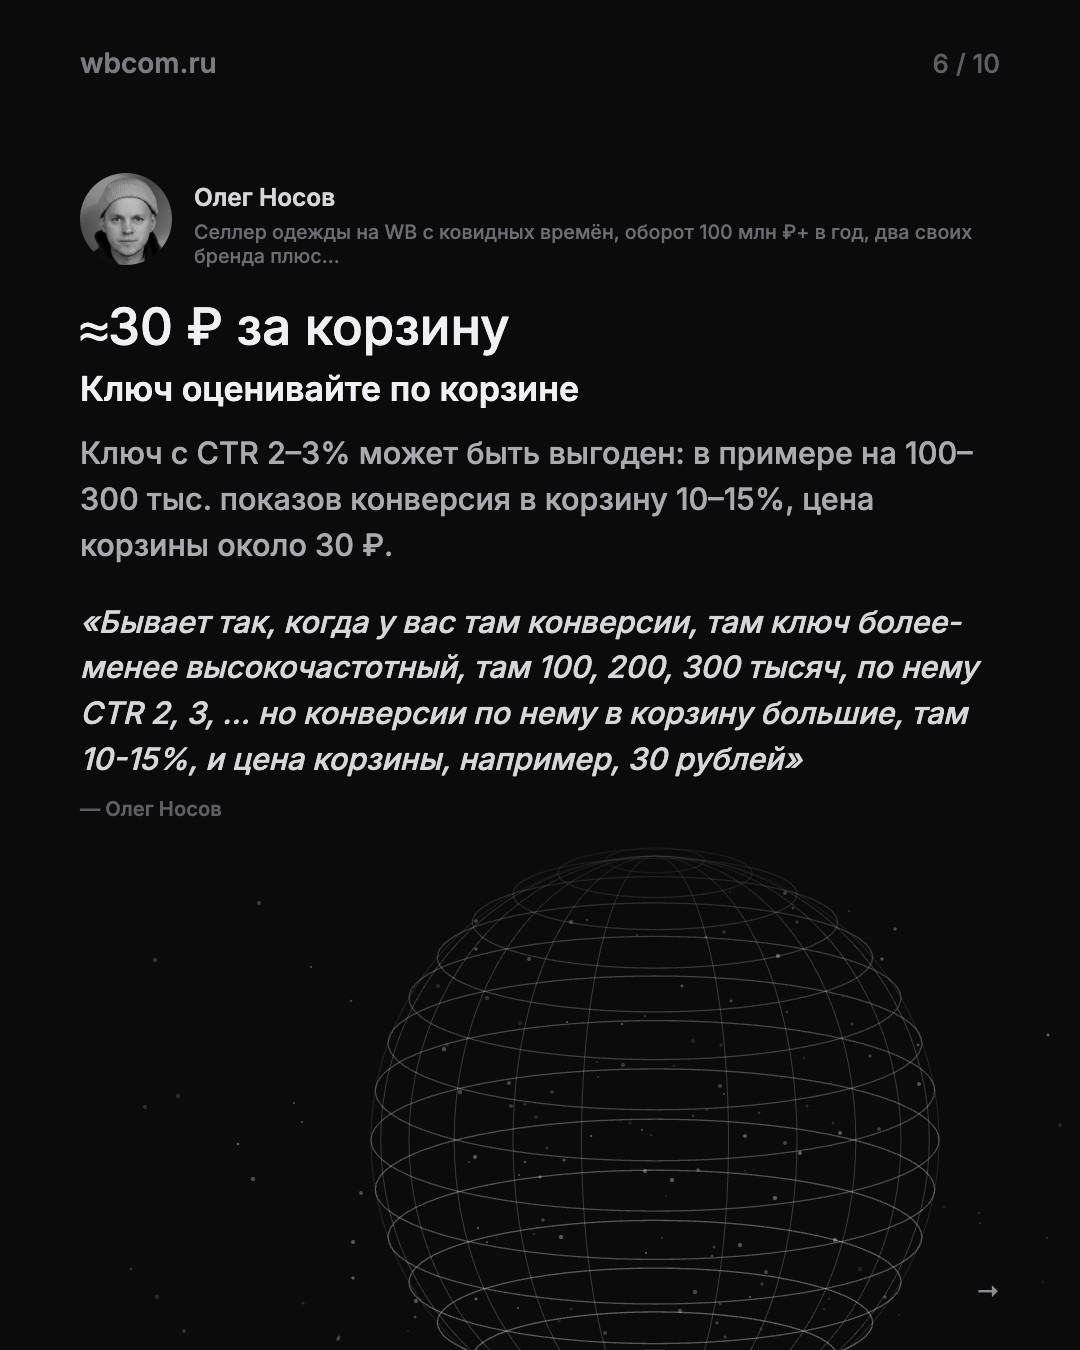 wbcom.ru
6 / 10
Олег Носов
Селлер одежды на WB с ковидных времён, оборот 100 млн ₽+ в год, два своих
бренда плюс...
≈30 ₽ за корзину
Ключ оценивайте по корзине
Ключ с CTR 2–3% может быть выгоден: в примере на 100–
300 тыс. показов конверсия в корзину 10–15%, цена
корзины около 30 ₽.
«Бывает так, когда у вас там конверсии, там ключ более-
менее высокочастотный, там 100, 200, 300 тысяч, по нему
CTR 2, 3, ... но конверсии по нему в корзину большие, там
10-15%, и цена корзины, например, 30 рублей»
— Олег Носов
→